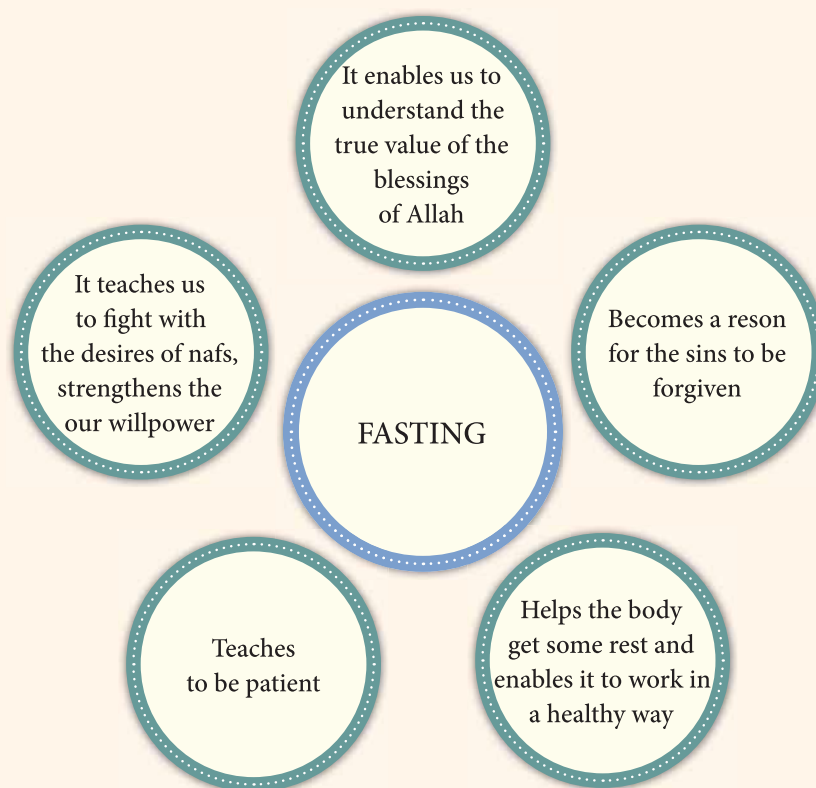 It enables us to
understand the
true value of the
blessings
of Allah
It teaches us
to fight with
the desires of nafs,
strengthens the
our willpower
Becomes a reson
for the sins to be
forgiven
FASTING
Teaches
to be patient
Helps the body
get some rest and
enables it to work in
a healthy way